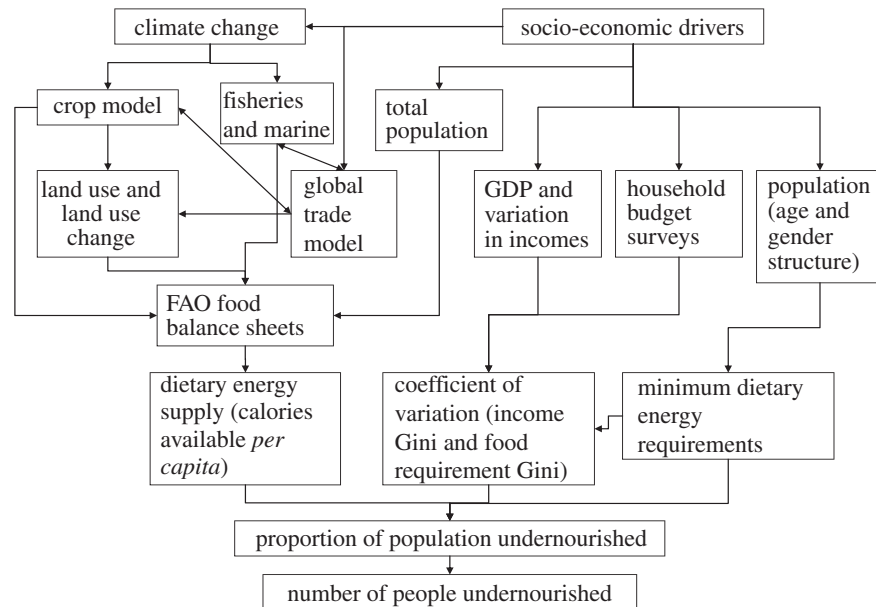 climate change
socio-economic drivers
crop model
fisheries
and marine
total
population
land use and
land use
change
global
trade
model
GDP and
variation
in incomes
household
budget
surveys
population
(age and
gender
structure)
FAO food
balance sheets
dietary energy
supply (calories
available per
capita)
coefficient of
variation (income
Gini and food
requirement Gini)
minimum dietary
energy
requirements
proportion of population undernourished
number of people undernourished